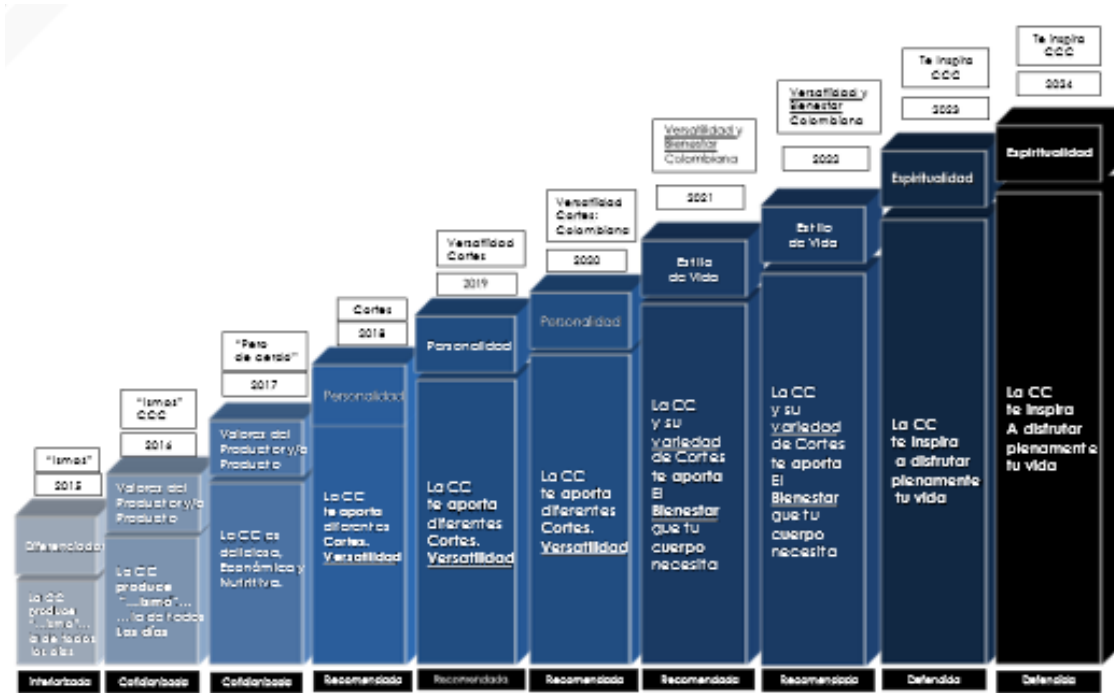 "Ismos"
2015
Diferenciador
La CC
produce
"...ismo"...
...la de todos
los días
Interiorizada
"Ismos"
CCC
2016
Valores del
Productor y/o
Producto
La CC
produce
"...ismo"...
...la de todos
Los días
"Pero
de cerdo"
2017
Valores del
Productor y/o
Producto
La CC es
deliciosa,
Económica y
Nutritiva.
Cortes
2018
Personalidad
La CC
te aporta
diferentes
Cortes.
Versatilidad
Recomendada
Versatilidad
Cortes
2019
Personalidad
La CC
te aporta
diferentes
Cortes.
Versatilidad
Recomendada
Versatilidad
Cortes:
Colombiana
2020
Personalidad
La CC
te aporta
diferentes
Cortes.
Versatilidad
Recomendada
Versatilidad y
Bienestar
Colombiana
2021
Estilo
de Vida
La CC
y su
variedad
de Cortes
te aporta
El
Bienestar
que tu
cuerpo
necesita
Recomendada
Versatilidad y
Bienestar
Colombiana
2022
Estilo
de Vida
La CC
y su
variedad
de Cortes
te aporta
El
Bienestar
que tu
cuerpo
necesita
Recomendada
Te Inspira
CCC
2023
Espiritualidad
La CC
te inspira
a disfrutar
plenamente
tu vida
Defendida
Te Inspira
CCC
2024
Espiritualidad
La CC
te inspira
A disfrutar
plenamente
tu vida
Defendida